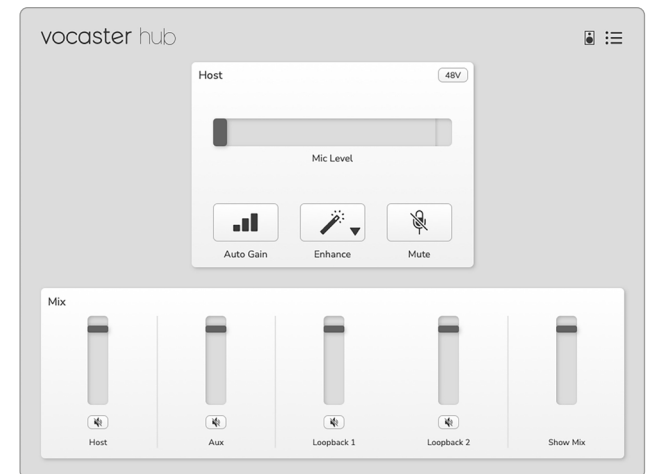 vocaster hub
Host
48V
Mic Level
Auto Gain
Enhance
Mute
Mix
Host
Aux
Loopback 1
Loopback 2
Show Mix